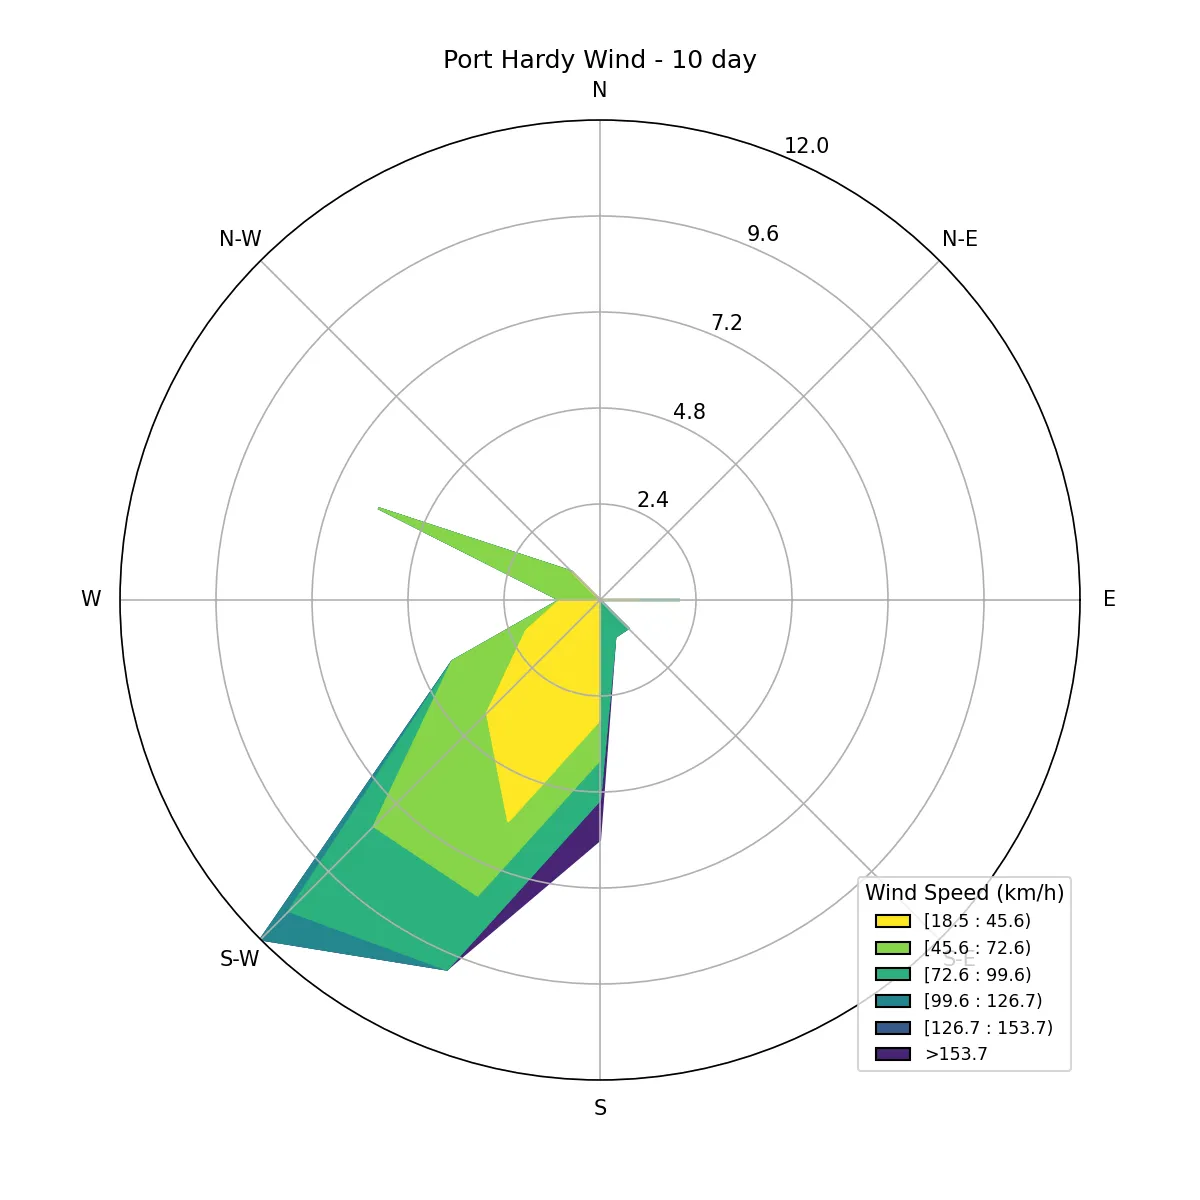 Port Hardy Wind - 10 day
N
12.0
N-W
9.6
N-E
7.2
4.8
2.4
W
E
S-W
S-E
Wind Speed (km/h)
[18.5 : 45.6)
[45.6 : 72.6)
[72.6 : 99.6)
[99.6 : 126.7)
[126.7 : 153.7)
>153.7
S